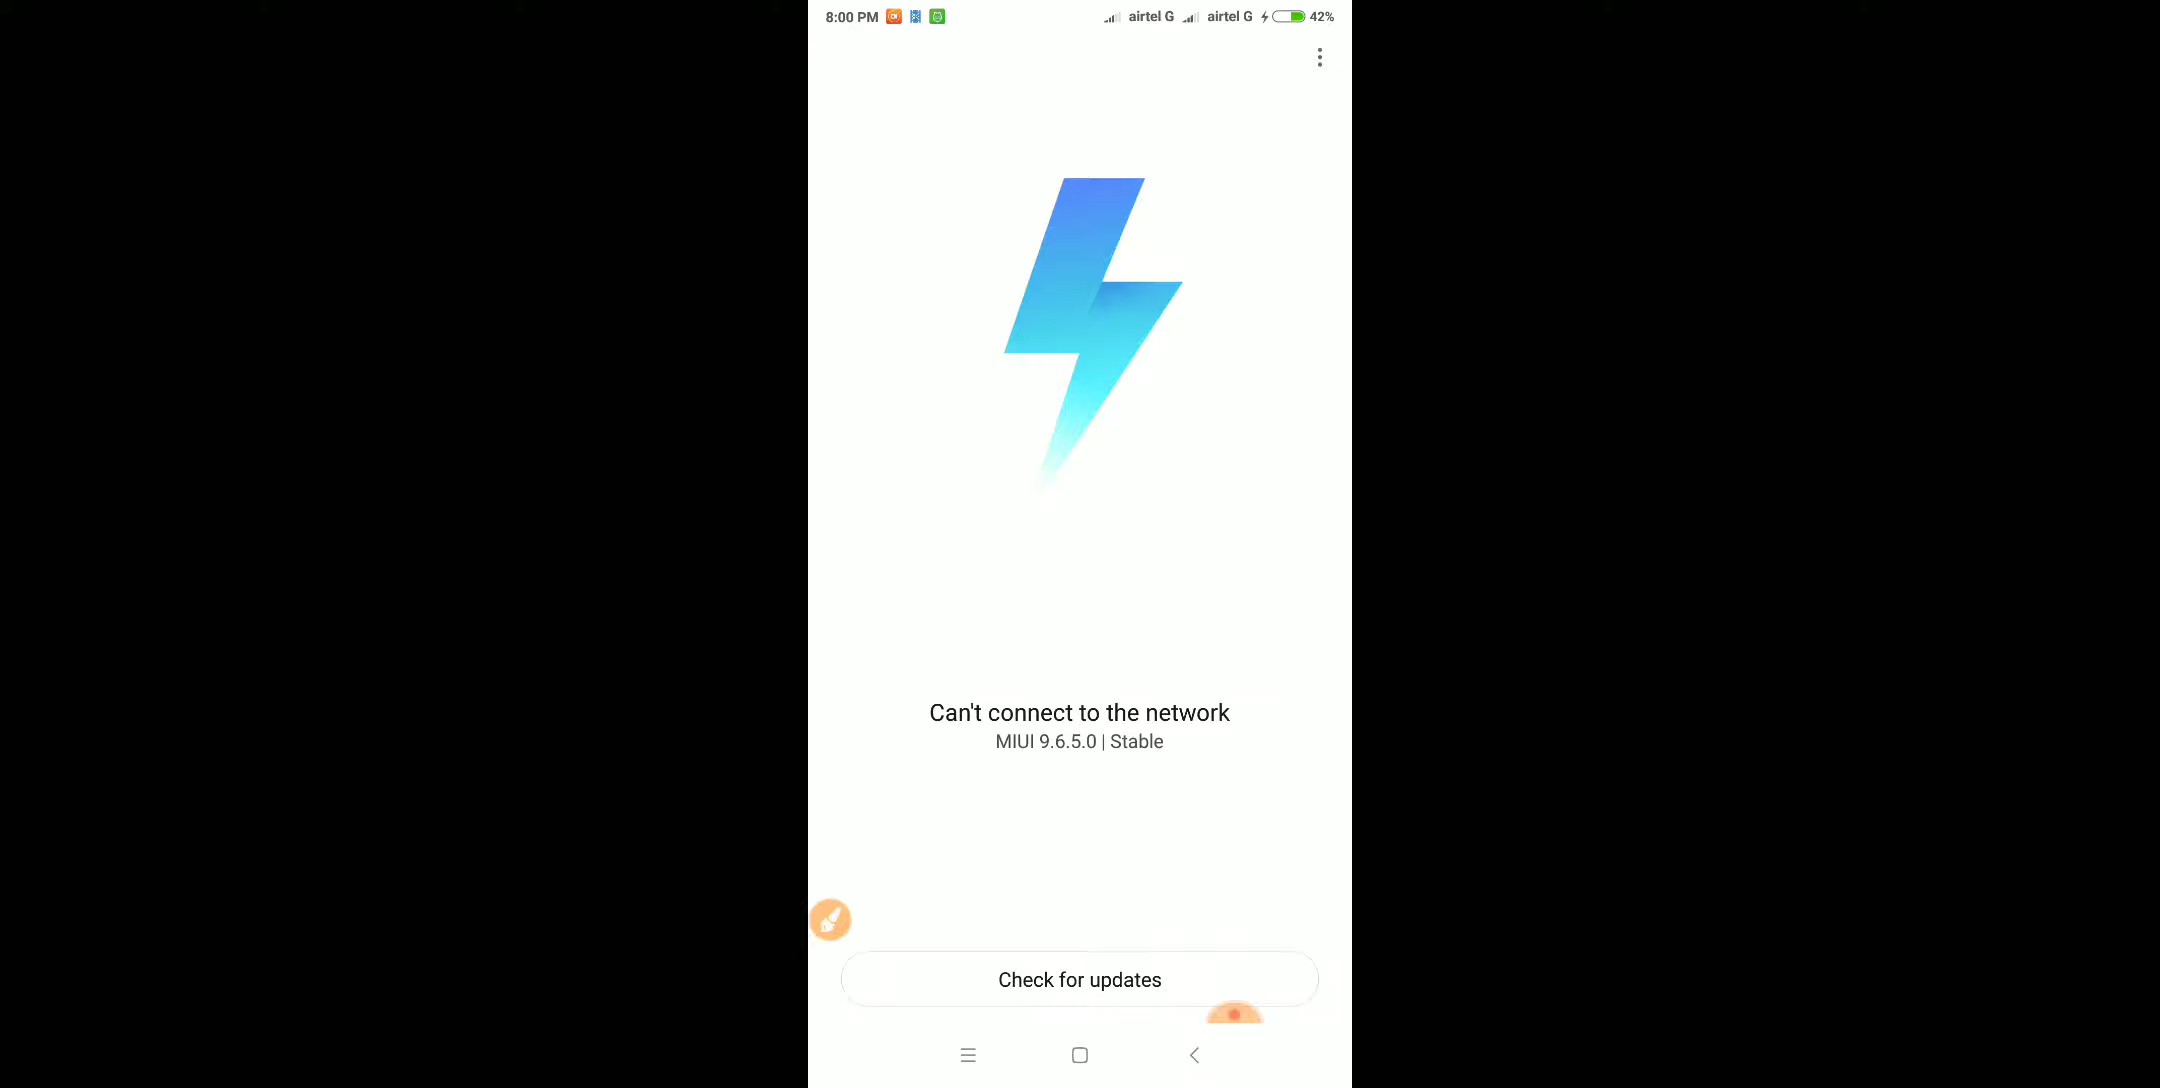 8:00 PM airtel G airtel G 42%
Can't connect to the network
MIUI 9.6.5.0 | Stable
Check for updates